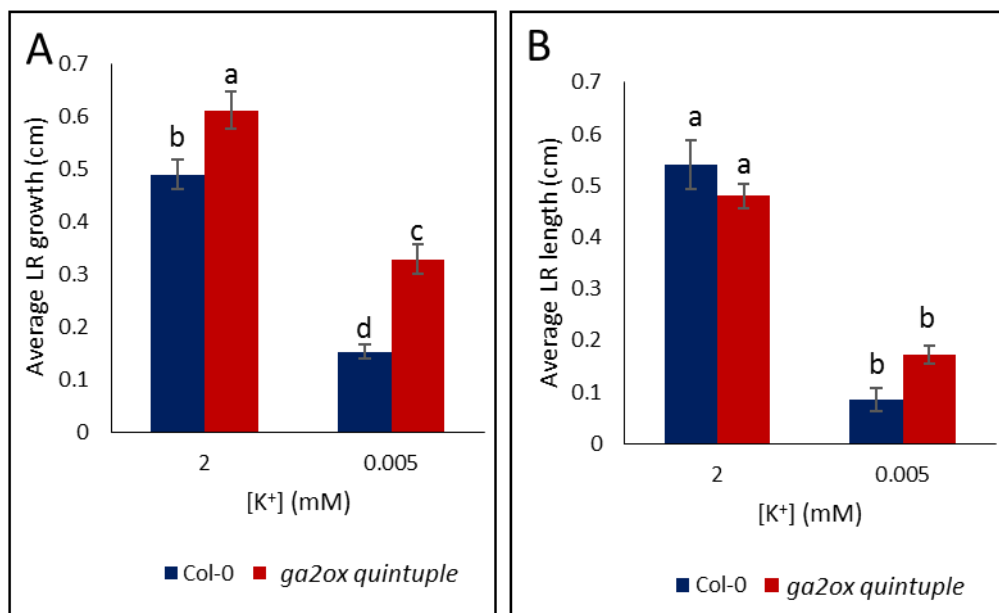 A
0.7
0.6
0.5
0.4
0.3
0.2
0.1
0
Average LR growth (cm)
b
a
d
c
2
0.005
[K⁺] (mM)
Col-0
ga2ox quintuple
B
0.7
0.6
0.5
0.4
0.3
0.2
0.1
0
Average LR length (cm)
a
a
b
b
2
0.005
[K⁺] (mM)
Col-0
ga2ox quintuple